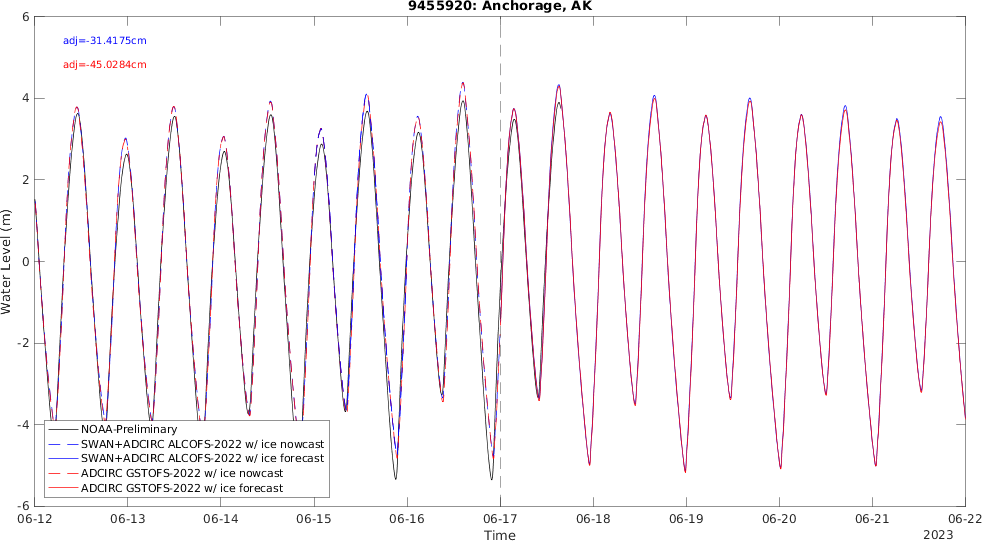 9455920: Anchorage, AK
adj=-31.4175cm
adj=-45.0284cm
6
4
2
0
-2
-4
-6
Water Level (m)
NOAA-Preliminary
SWAN+ADCIRC ALCOFS-2022 w/ ice nowcast
SWAN+ADCIRC ALCOFS-2022 w/ ice forecast
ADCIRC GSTOFS-2022 w/ ice nowcast
ADCIRC GSTOFS-2022 w/ ice forecast
06-12 06-13 06-14 06-15 06-16 06-17 06-18 06-19 06-20 06-21 06-22
Time
2023